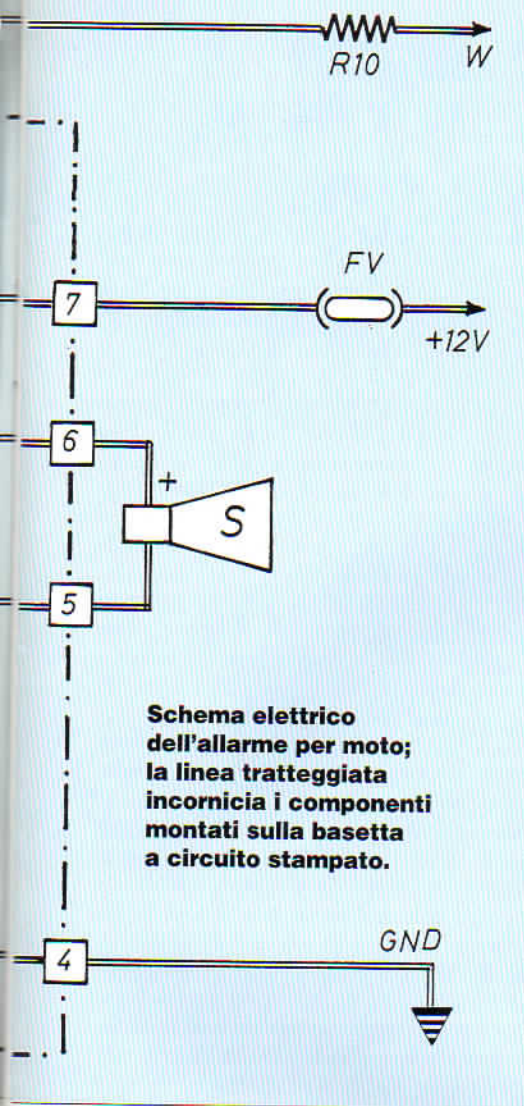 R10
W
FV
7
+12V
6
+
S
5
Schema elettrico
dell'allarme per moto;
la linea tratteggiata
incornicia i componenti
montati sulla basetta
a circuito stampato.
GND
4